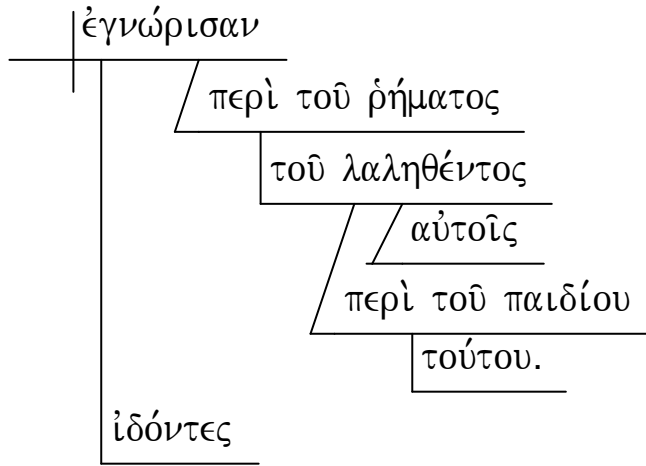 ἐγνώρισαν
περὶ τοῦ ῥήματος
τοῦ λαληθέντος
αὐτοῖς
περὶ τοῦ παιδίου
τούτου.
ἰδόντες